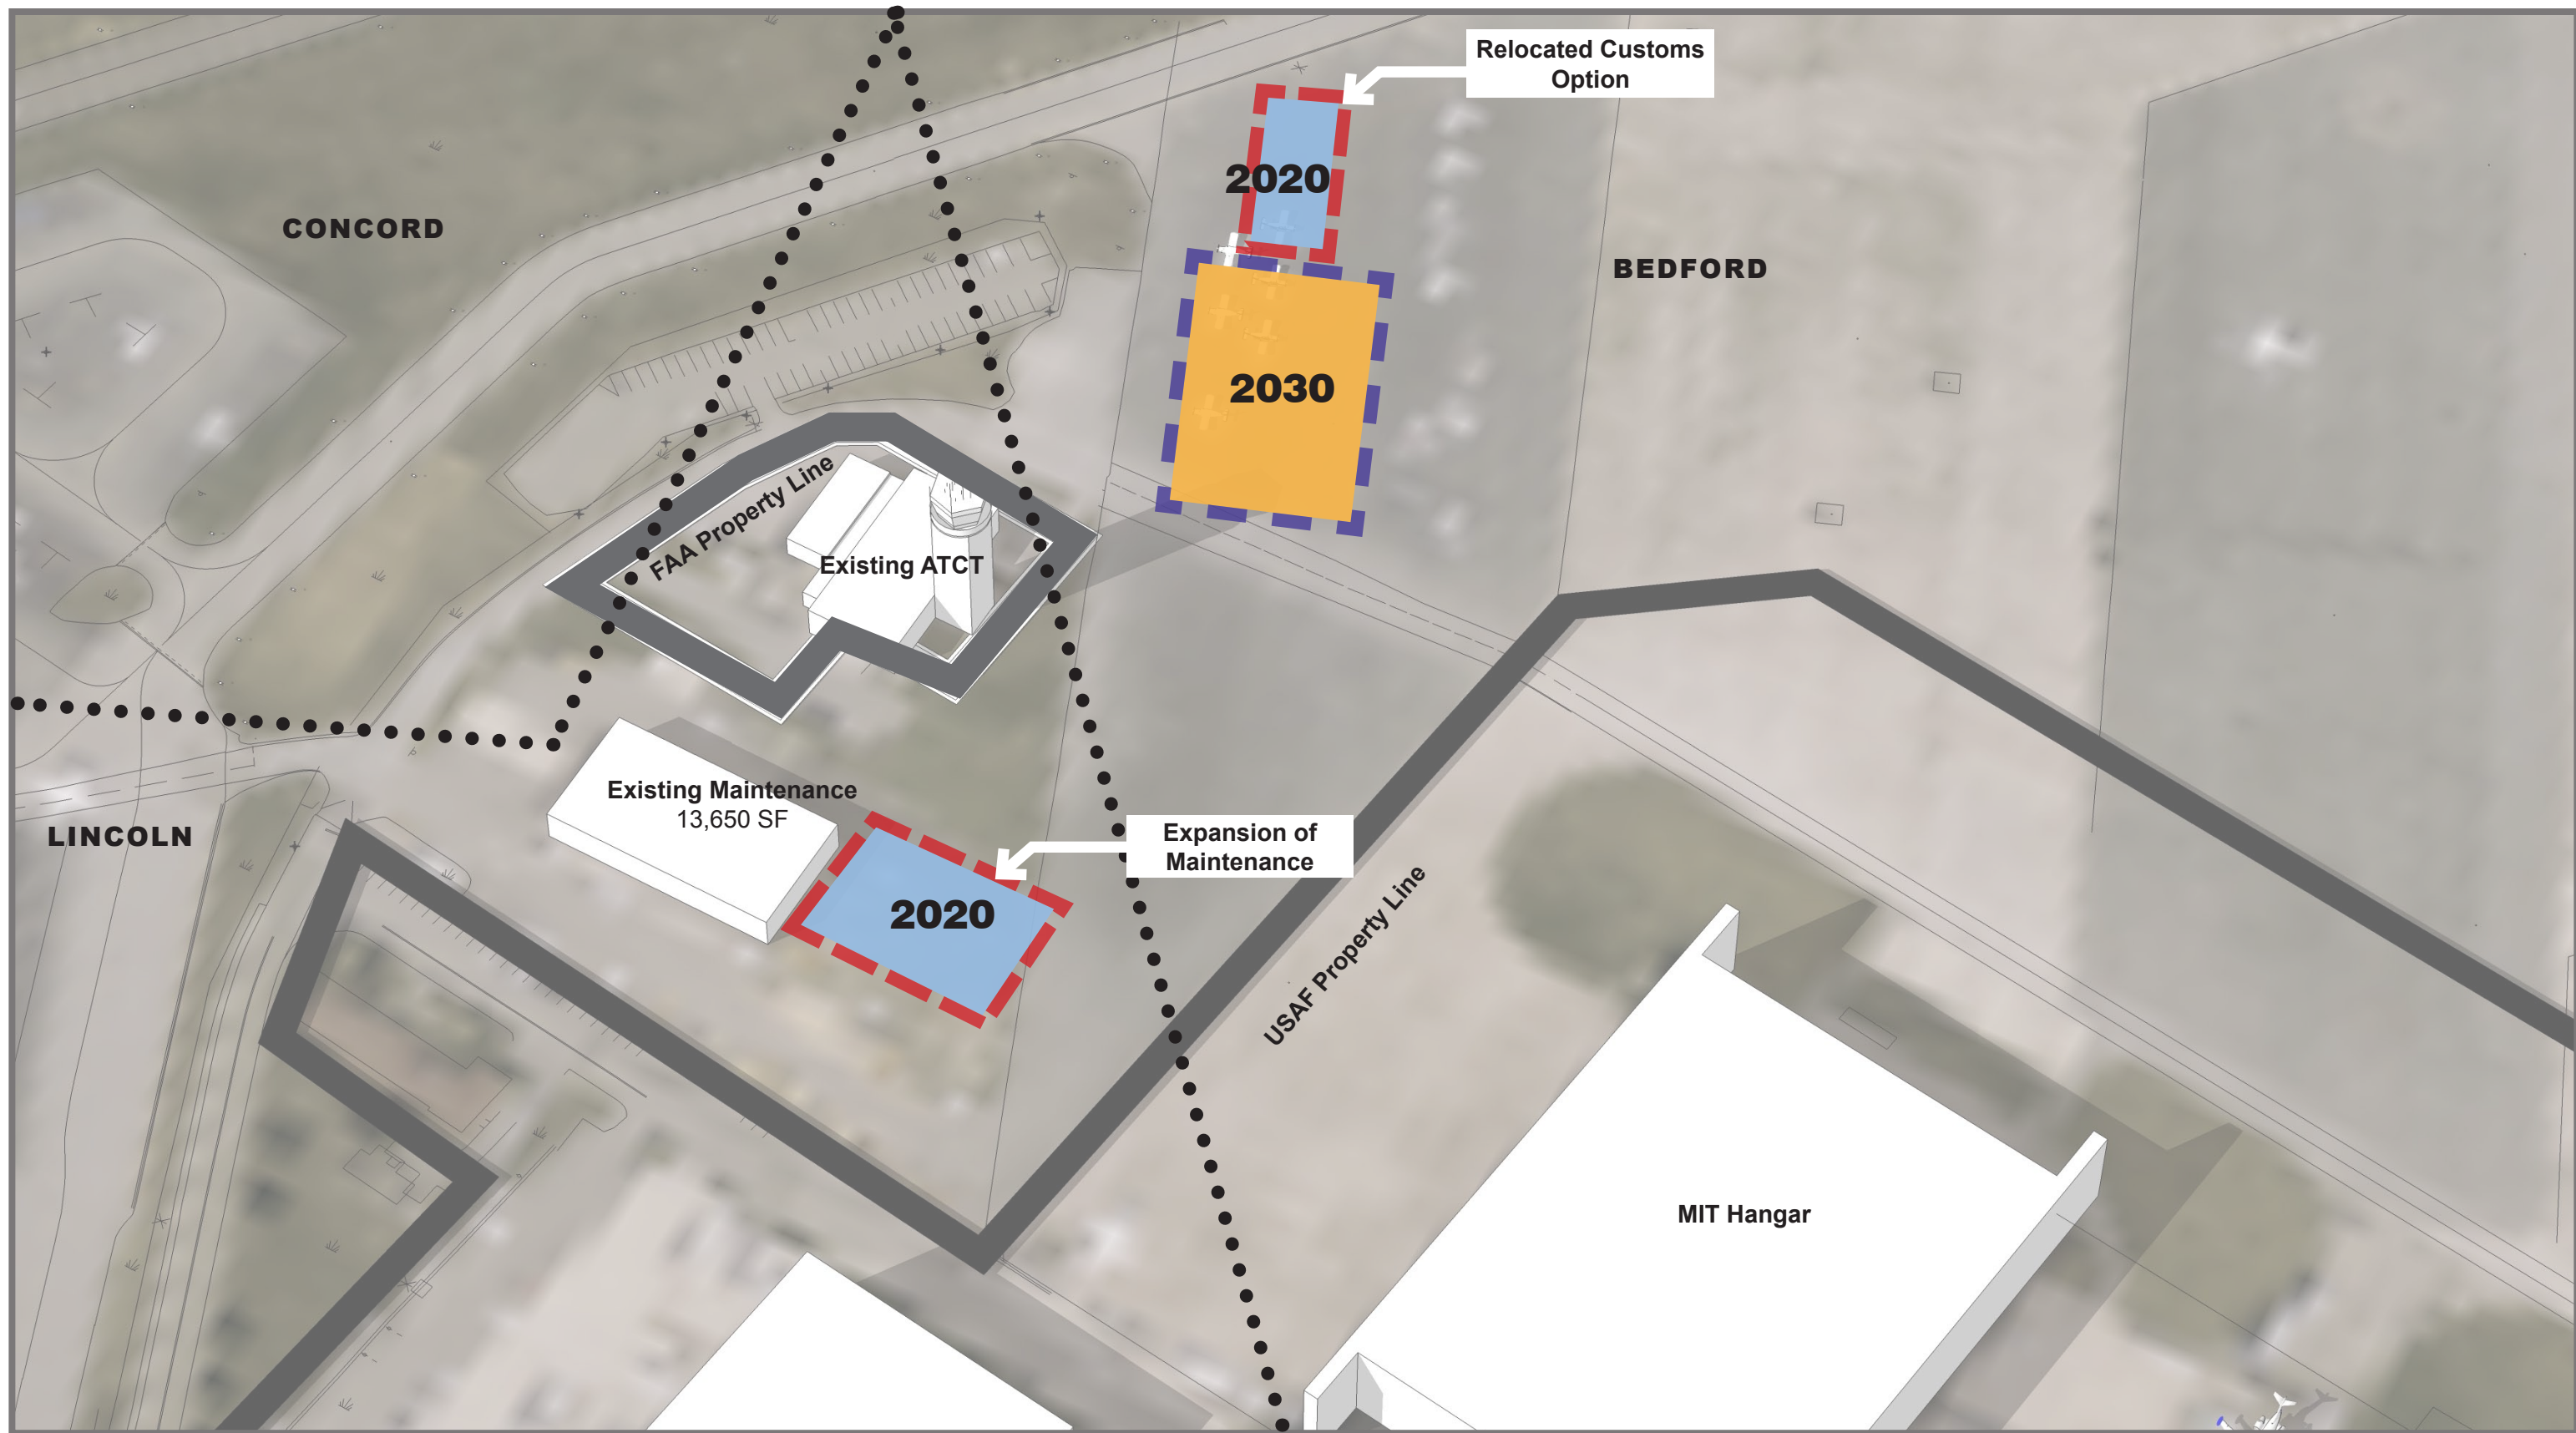 Relocated Customs
Option
2020
CONCORD
BEDFORD
2030
FAA Property Line
Existing ATCT
Existing Maintenance
13,650 SF
LINCOLN
Expansion of
Maintenance
2020
USAF Property Line
MIT Hangar